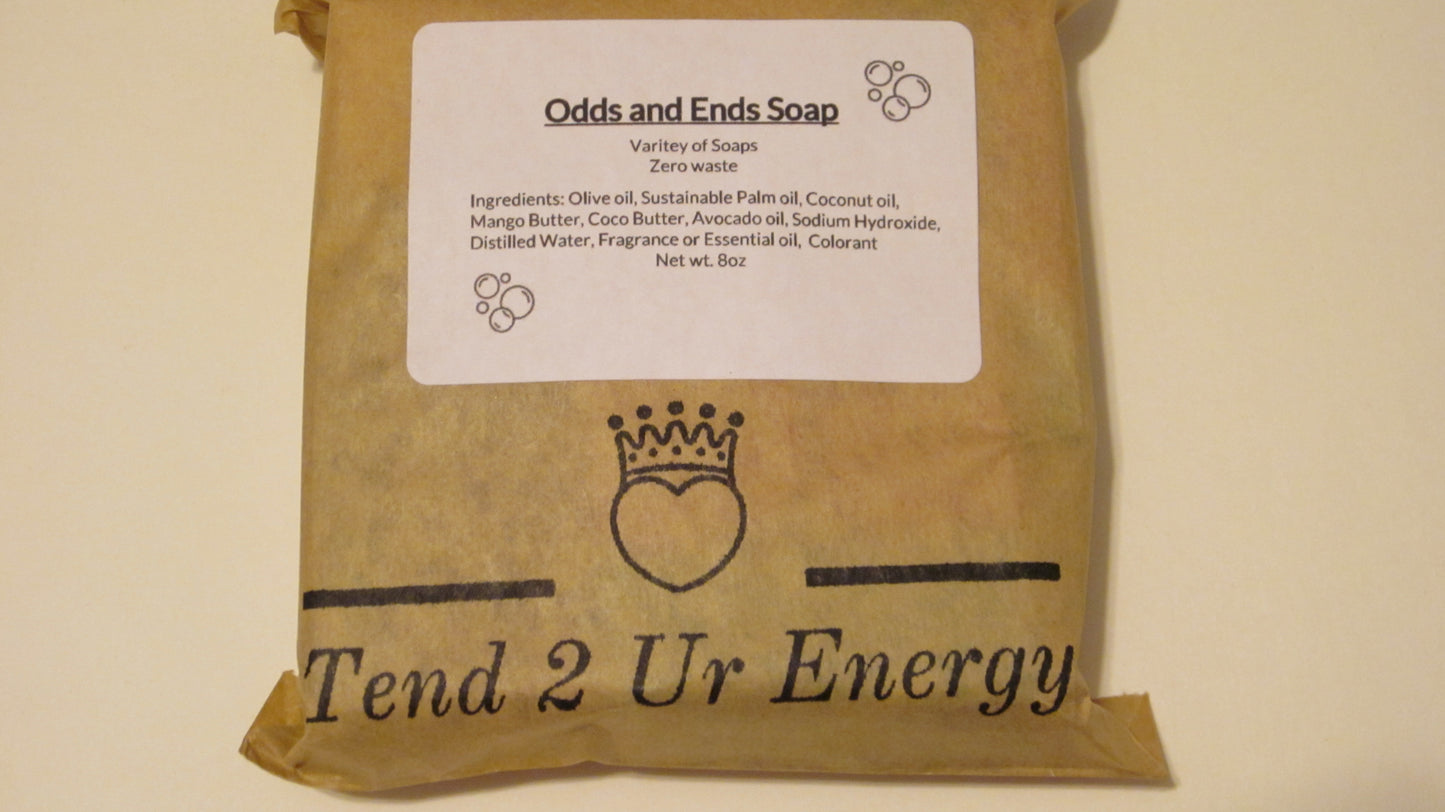 Odds and Ends Soap
Varitey of Soaps
Zero waste
Ingredients: Olive oil, Sustainable Palm oil, Coconut oil,
Mango Butter, Coco Butter, Avocado oil, Sodium Hydroxide,
Distilled Water, Fragrance or Essential oil, Colorant
Net wt. 8oz
Tend 2 Ur Energy